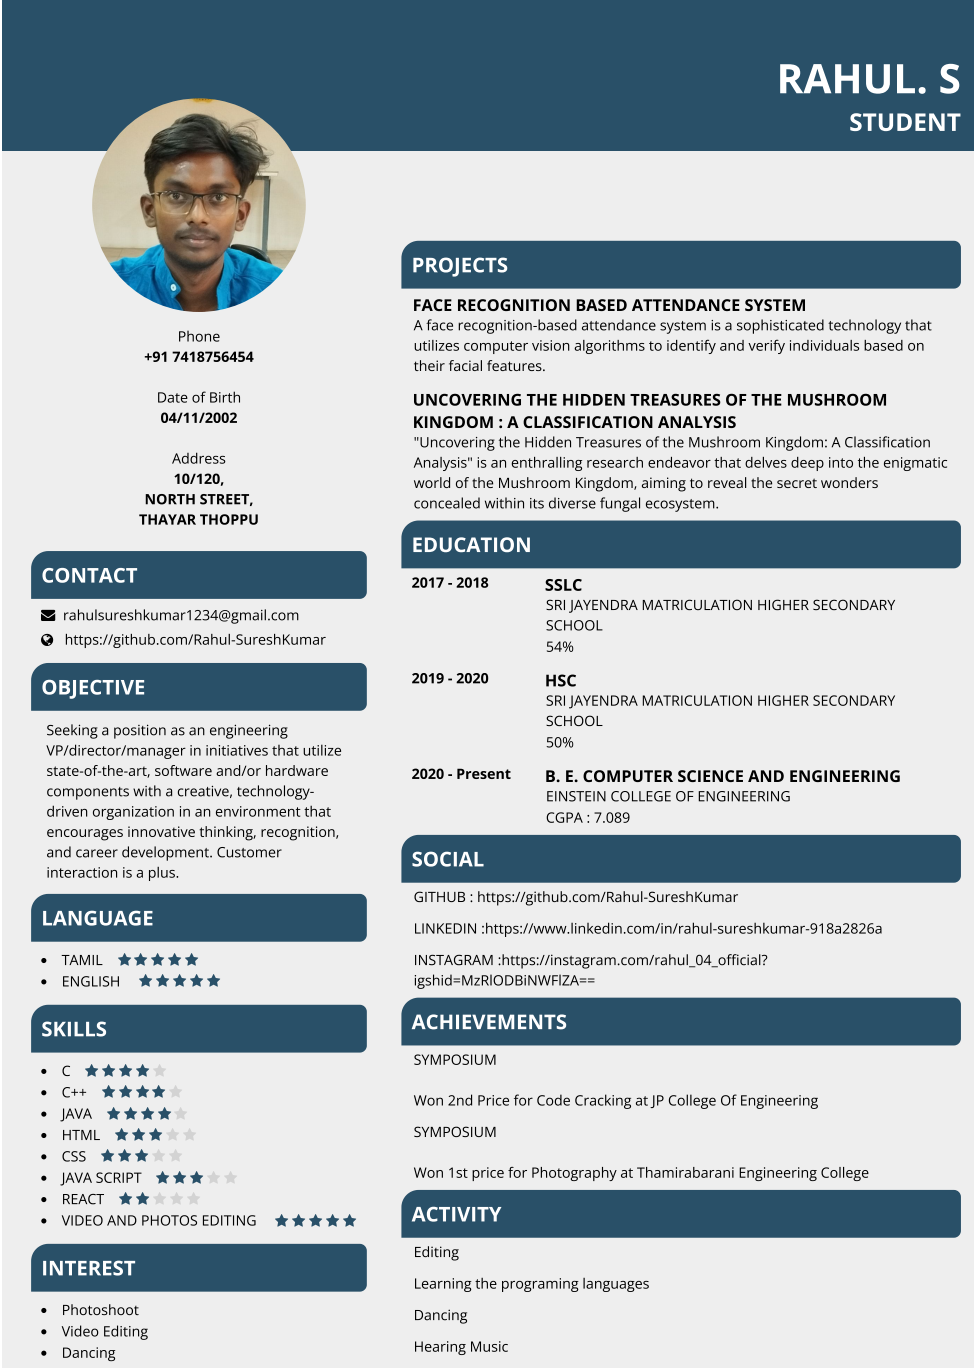 RAHUL. S
STUDENT
Phone
+91 7418756454
Date of Birth
04/11/2002
Address
10/120,
NORTH STREET,
THAYAR THOPPU
CONTACT
rahulsureshkumar1234@gmail.com
https://github.com/Rahul-SureshKumar
OBJECTIVE
Seeking a position as an engineering
VP/director/manager in initiatives that utilize
state-of-the-art, software and/or hardware
components with a creative, technology-
driven organization in an environment that
encourages innovative thinking, recognition,
and career development. Customer
interaction is a plus.
LANGUAGE
TAMIL
ENGLISH
SKILLS
C
C++
JAVA
HTML
CSS
JAVA SCRIPT
REACT
VIDEO AND PHOTOS EDITING
INTEREST
Photoshoot
Video Editing
Dancing
PROJECTS
FACE RECOGNITION BASED ATTENDANCE SYSTEM
A face recognition-based attendance system is a sophisticated technology that
utilizes computer vision algorithms to identify and verify individuals based on
their facial features.
UNCOVERING THE HIDDEN TREASURES OF THE MUSHROOM
KINGDOM : A CLASSIFICATION ANALYSIS
"Uncovering the Hidden Treasures of the Mushroom Kingdom: A Classification
Analysis" is an enthralling research endeavor that delves deep into the enigmatic
world of the Mushroom Kingdom, aiming to reveal the secret wonders
concealed within its diverse fungal ecosystem.
EDUCATION
2017 - 2018 SSLC
SRI JAYENDRA MATRICULATION HIGHER SECONDARY
SCHOOL
54%
2019 - 2020 HSC
SRI JAYENDRA MATRICULATION HIGHER SECONDARY
SCHOOL
50%
2020 - Present B. E. COMPUTER SCIENCE AND ENGINEERING
EINSTEIN COLLEGE OF ENGINEERING
CGPA : 7.089
SOCIAL
GITHUB : https://github.com/Rahul-SureshKumar
LINKEDIN :https://www.linkedin.com/in/rahul-sureshkumar-918a2826a
INSTAGRAM :https://instagram.com/rahul_04_official?
igshid=MzRlODBiNWFlZA==
ACHIEVEMENTS
SYMPOSIUM
Won 2nd Price for Code Cracking at JP College Of Engineering
SYMPOSIUM
Won 1st price for Photography at Thamirabarani Engineering College
ACTIVITY
Editing
Learning the programing languages
Dancing
Hearing Music